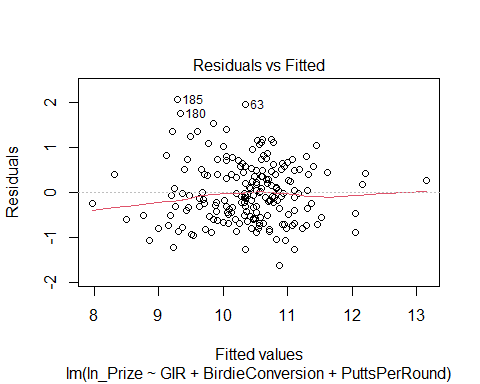 Residuals vs Fitted
Residuals
2
1
0
-1
-2
185
180
63
8 9 10 11 12 13
Fitted values
lm(ln_Prize ~ GIR + BirdieConversion + PuttsPerRound)